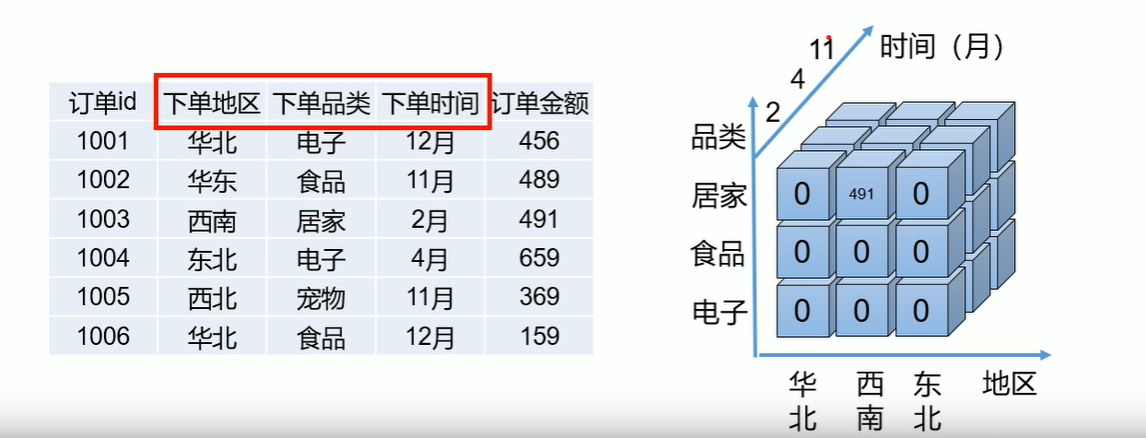 订单id 下单地区 下单品类 下单时间 订单金额
1001 华北 电子 12月 456
1002 华东 食品 11月 489
1003 西南 居家 2月 491
1004 东北 电子 4月 659
1005 西北 宠物 11月 369
1006 华北 食品 12月 159
11 时间（月）
4
2
品类
居家 0 491 0
食品 0 0 0
电子 0 0 0
华北 西南 东北 地区